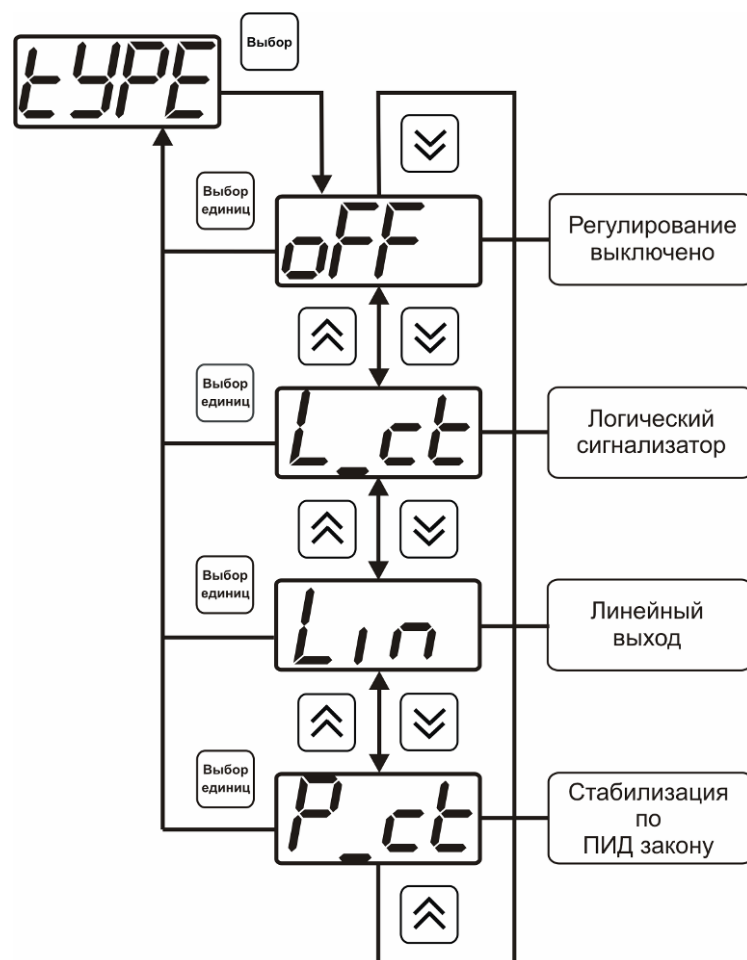 Выбор
tYPE
Выбор
единиц
oFF
Регулирование
выключено
Выбор
единиц
L_ct
Логический
сигнализатор
Выбор
единиц
Lin
Линейный
выход
Выбор
единиц
P_ct
Стабилизация
по
ПИД закону